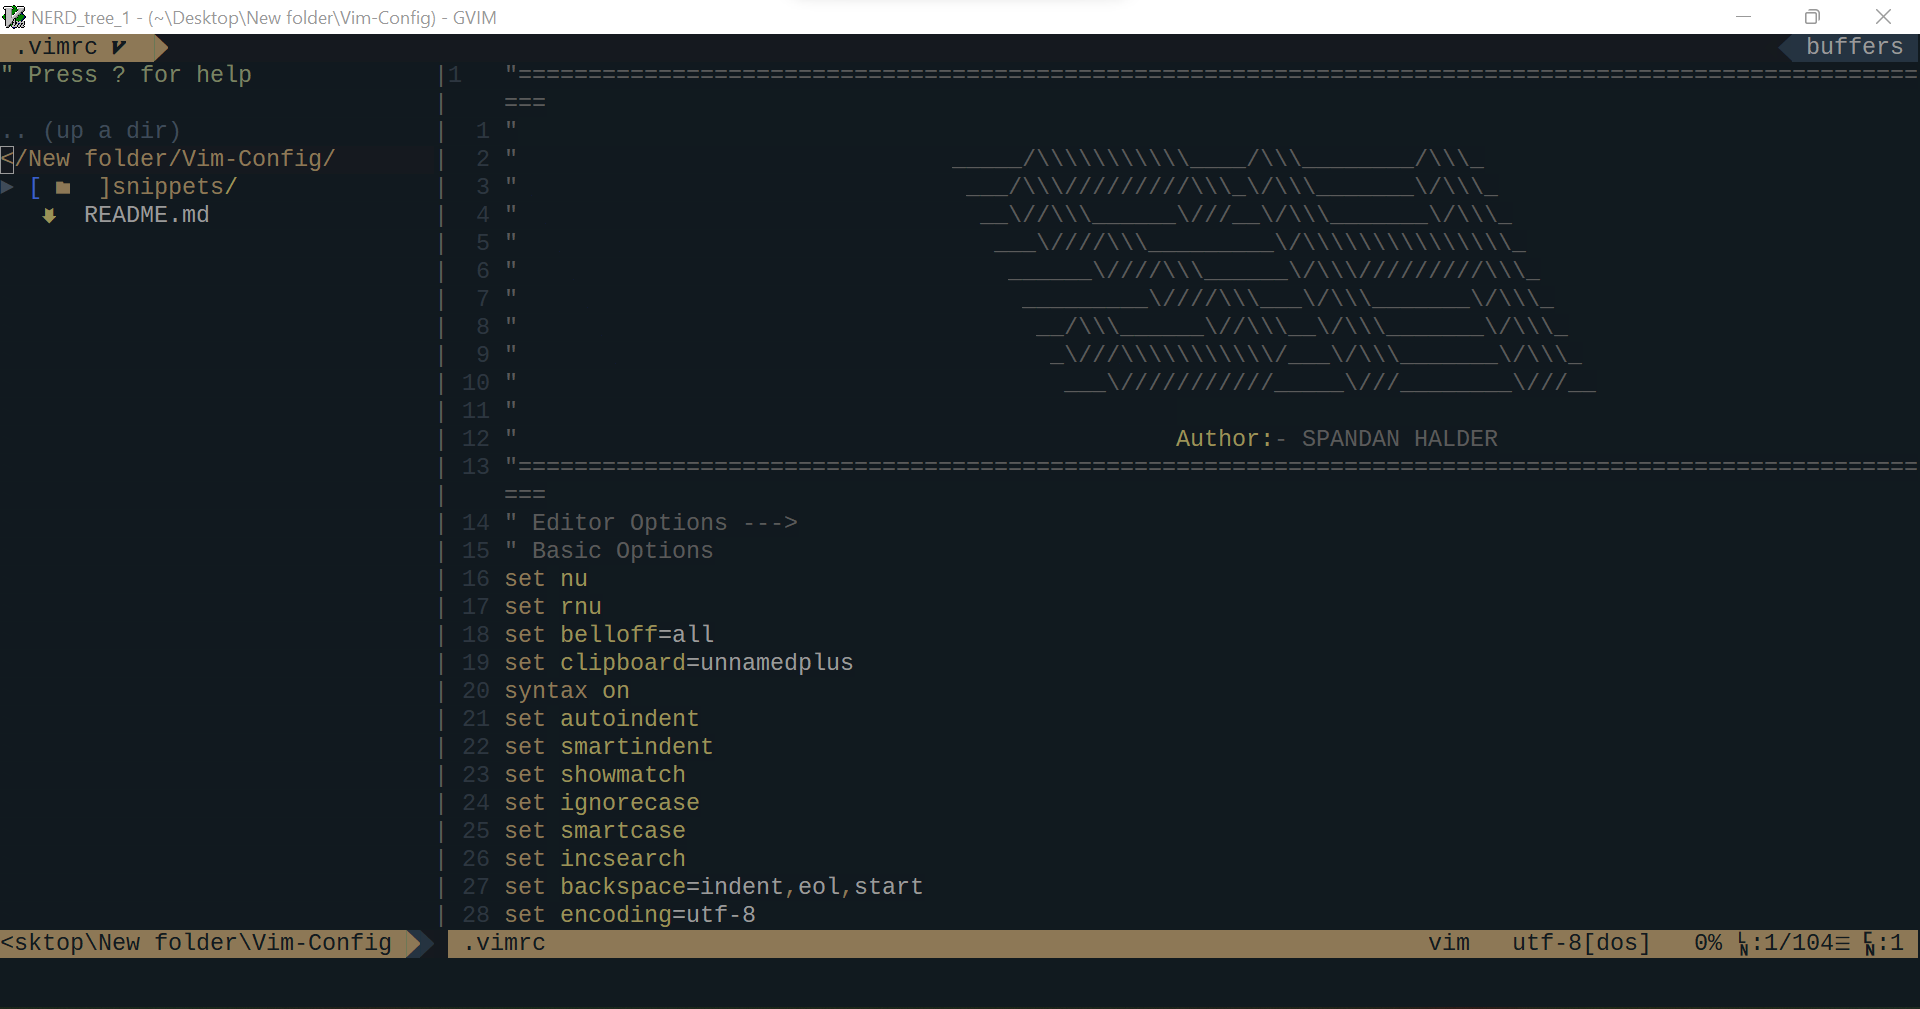 NERD_tree_1 - (~\Desktop\New folder\Vim-Config) - GVIM
.vimrc
buffers
" Press ? for help
.. (up a dir)
</New folder/Vim-Config/
▶ [ ]snippets/
README.md
1 "====================================================================================================
===
1 "
2 " _____/\\\\\\\\\\\____/\\\________/\\\_
3 " ___/\\\/////////\\\_\/\\\_______\/\\\_
4 " __\//\\\______\///__\/\\\_______\/\\\_
5 " ___\////\\\_________\/\\\\\\\\\\\\\\\_
6 " ______\////\\\______\/\\\/////////\\\_
7 " _________\////\\\___\/\\\_______\/\\\_
8 " __/\\\______\//\\\__\/\\\_______\/\\\_
9 " _\///\\\\\\\\\\\/___\/\\\_______\/\\\_
10 " ___\///////////_____\///________\///__
11 "
12 " Author:- SPANDAN HALDER
13 "====================================================================================================
===
14 " Editor Options --->
15 " Basic Options
16 set nu
17 set rnu
18 set belloff=all
19 set clipboard=unnamedplus
20 syntax on
21 set autoindent
22 set smartindent
23 set showmatch
24 set ignorecase
25 set smartcase
26 set incsearch
27 set backspace=indent,eol,start
28 set encoding=utf-8
<sktop\New folder\Vim-Config
.vimrc
vim utf-8[dos] 0% ␊:1/104☰ ␍:1